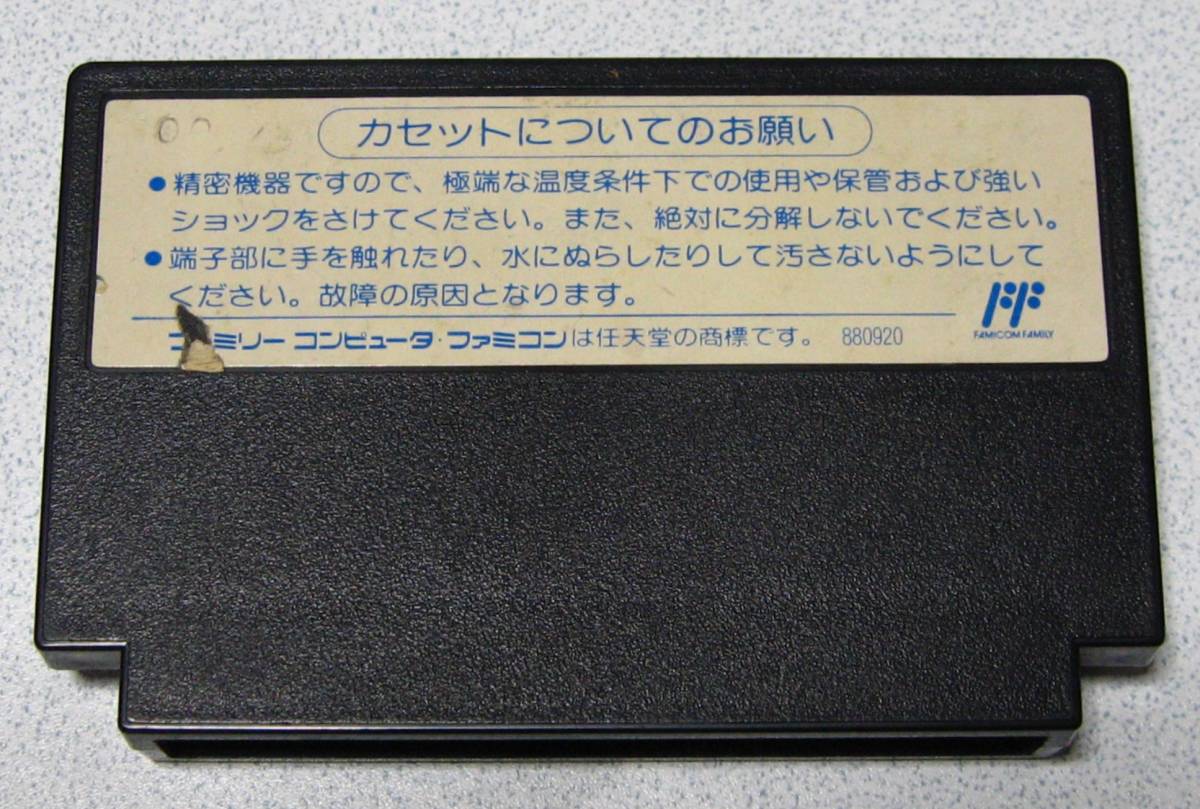 カセットについてのお願い
●精密機器ですので、極端な温度条件下での使用や保管および強い
ショックをさけてください。また、絶対に分解しないでください。
●端子部に手を触れたり、水にぬらしたりして汚さないようにして
ください。故障の原因となります。
ファミリー コンピュータ・ファミコンは任天堂の商標です。 880920
FF
FAMICOM FAMILY